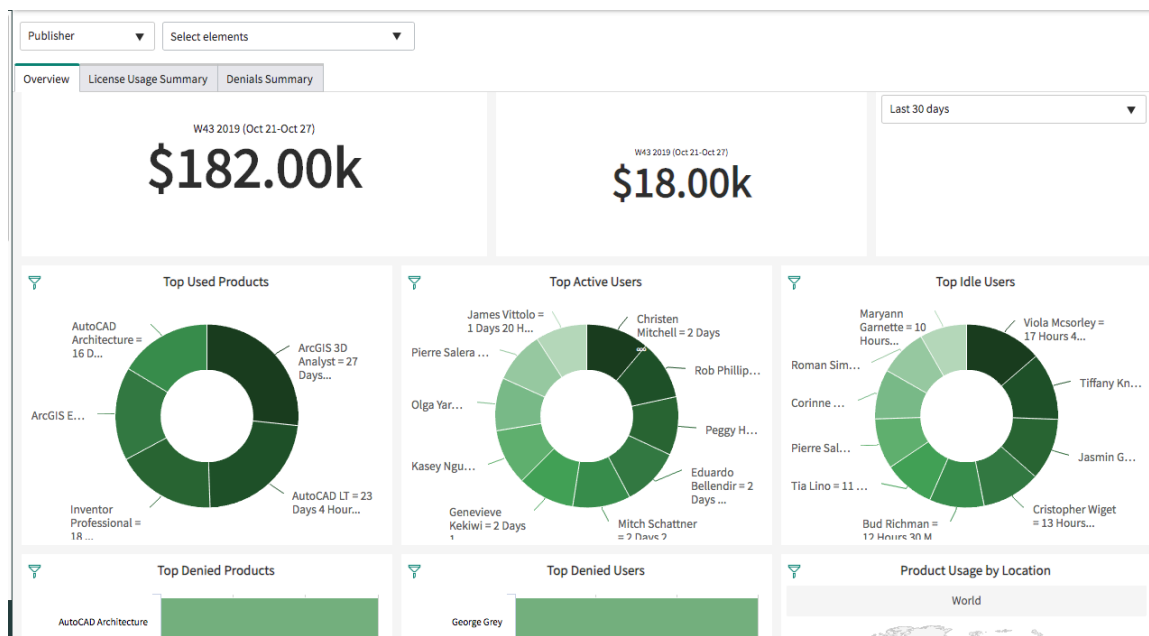 Publisher
Select elements
Overview
License Usage Summary
Denials Summary
W43 2019 (Oct 21-Oct 27)
$182.00k
W43 2019 (Oct 21-Oct 27)
$18.00k
Last 30 days
Top Used Products
AutoCAD
Architecture =
16 D...
ArcGIS 3D
Analyst = 27
Days...
ArcGIS E...
AutoCAD LT = 23
Days 4 Hour...
Inventor
Professional =
18 ...
Top Active Users
James Vittolo =
1 Days 20 H...
Christen
Mitchell = 2 Days
...
Pierre Salera ...
Rob Phillip...
Olga Yar...
Peggy H...
Kasey Ngu...
Eduardo
Bellendir = 2
Days ...
Genevieve
Kekiwi = 2 Days
1
Mitch Schattner
= 2 Days 2
Top Idle Users
Maryann
Garnette = 10
Hours...
Viola Mcsorley =
17 Hours 4...
Roman Sim...
Tiffany Kn...
Corinne ...
Pierre Sal...
Jasmin G...
Tia Lino = 11 ...
Cristopher Wiget
= 13 Hours...
Bud Richman =
12 Hours 30 M
Top Denied Products
AutoCAD Architecture
Top Denied Users
George Grey
Product Usage by Location
World